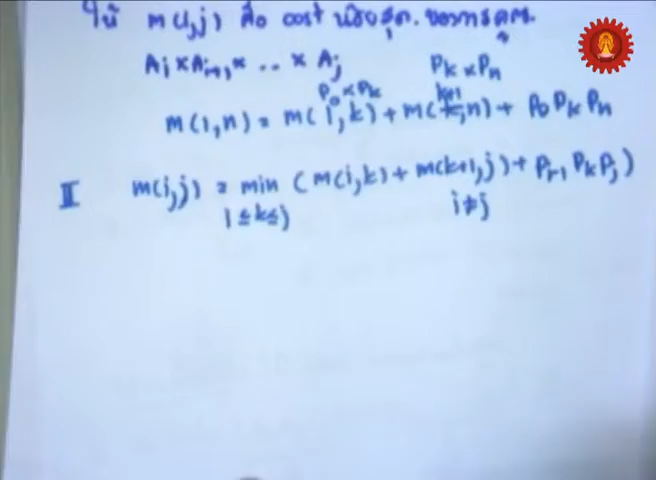 ให้ m(i,j) คือ cost น้อยสุด ของการคูณ
Ai × Ai+1 × .. × Aj
Pk × Pn
P0 × Pk k+1
m(1,n) = m(1,k) + m(k,n) + P0 Pk Pn
II m(i,j) = min (m(i,k) + m(k+1,j) + Pi-1 Pk Pj)
1 ≤ k ≤ j i ≠ j